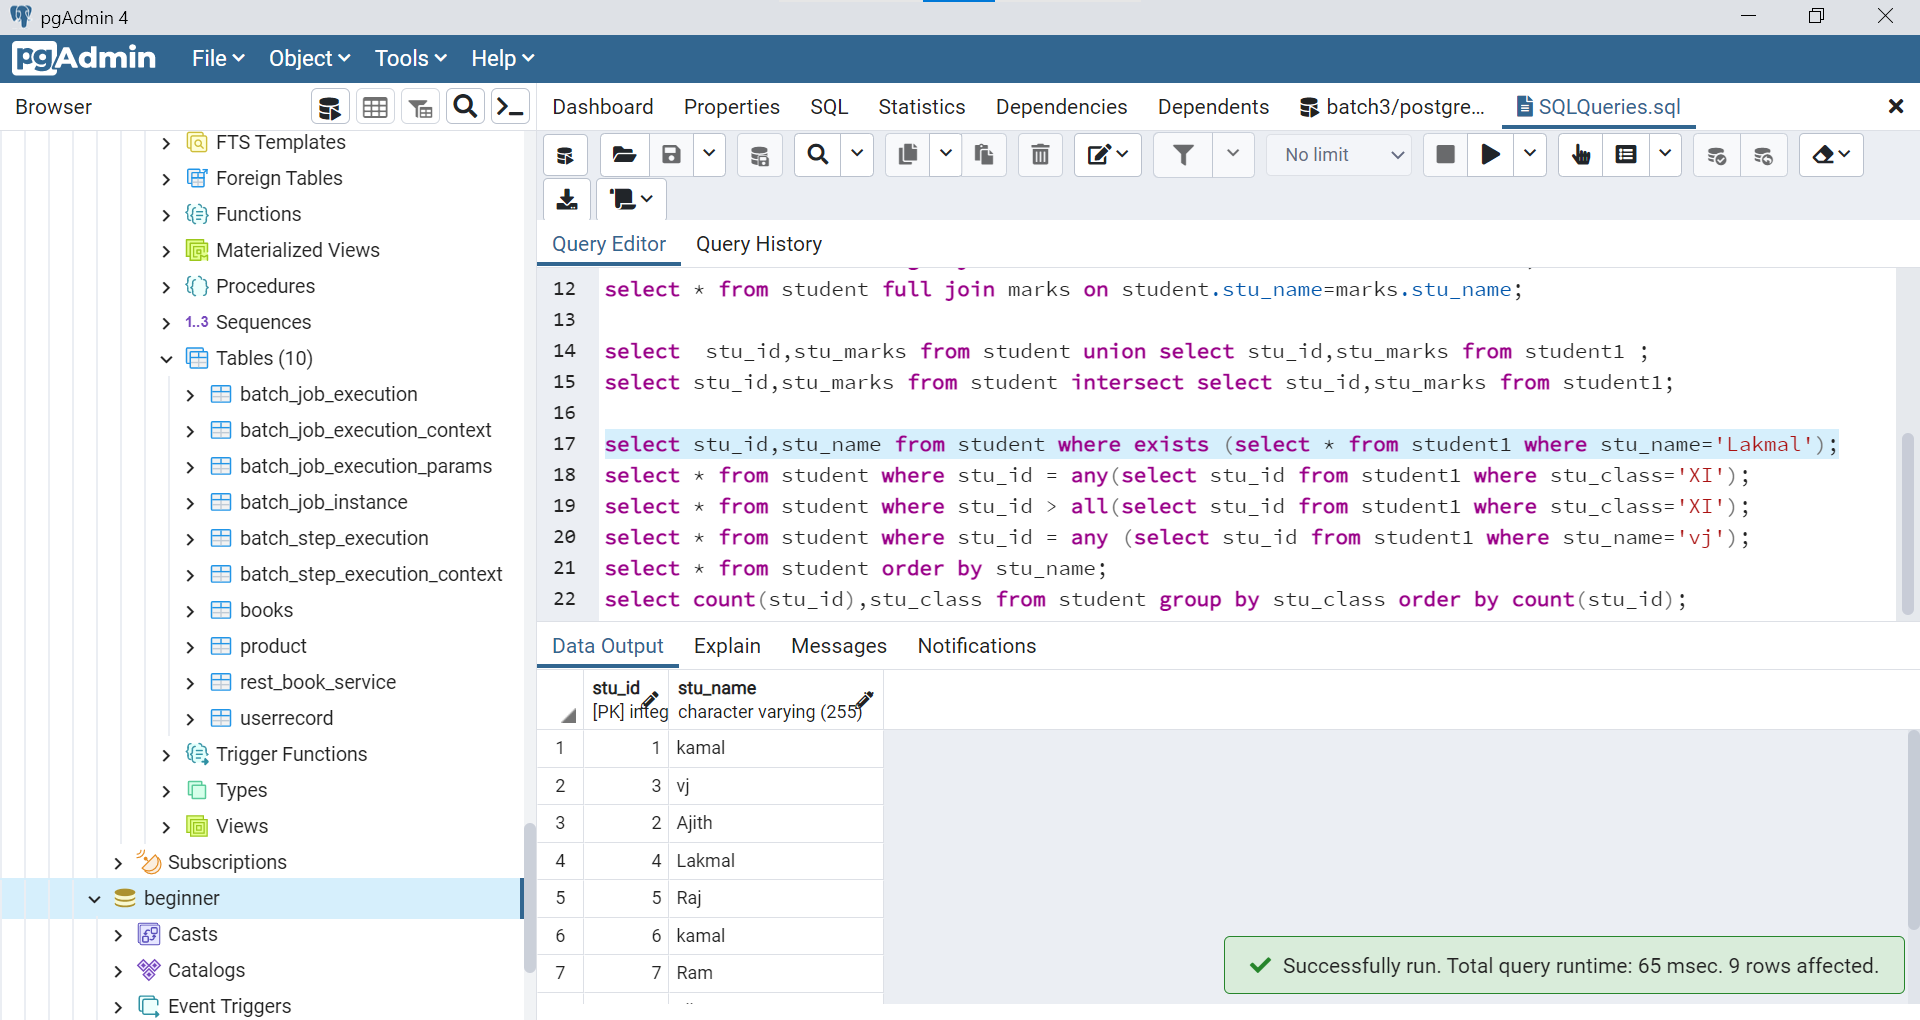 pgAdmin 4
pgAdmin File Object Tools Help
Browser
Dashboard Properties SQL Statistics Dependencies Dependents batch3/postgre... SQLQueries.sql
No limit
Query Editor Query History
FTS Templates
Foreign Tables
Functions
Materialized Views
Procedures
1..3 Sequences
Tables (10)
batch_job_execution
batch_job_execution_context
batch_job_execution_params
batch_job_instance
batch_step_execution
batch_step_execution_context
books
product
rest_book_service
userrecord
Trigger Functions
Types
Views
Subscriptions
beginner
Casts
Catalogs
Event Triggers
12 select * from student full join marks on student.stu_name=marks.stu_name;
13
14 select  stu_id,stu_marks from student union select stu_id,stu_marks from student1 ;
15 select stu_id,stu_marks from student intersect select stu_id,stu_marks from student1;
16
17 select stu_id,stu_name from student where exists (select * from student1 where stu_name='Lakmal');
18 select * from student where stu_id = any(select stu_id from student1 where stu_class='XI');
19 select * from student where stu_id > all(select stu_id from student1 where stu_class='XI');
20 select * from student where stu_id = any (select stu_id from student1 where stu_name='vj');
21 select * from student order by stu_name;
22 select count(stu_id),stu_class from student group by stu_class order by count(stu_id);
Data Output Explain Messages Notifications
stu_id stu_name
[PK] integ character varying (255)
1 1 kamal
2 3 vj
3 2 Ajith
4 4 Lakmal
5 5 Raj
6 6 kamal
7 7 Ram
Successfully run. Total query runtime: 65 msec. 9 rows affected.